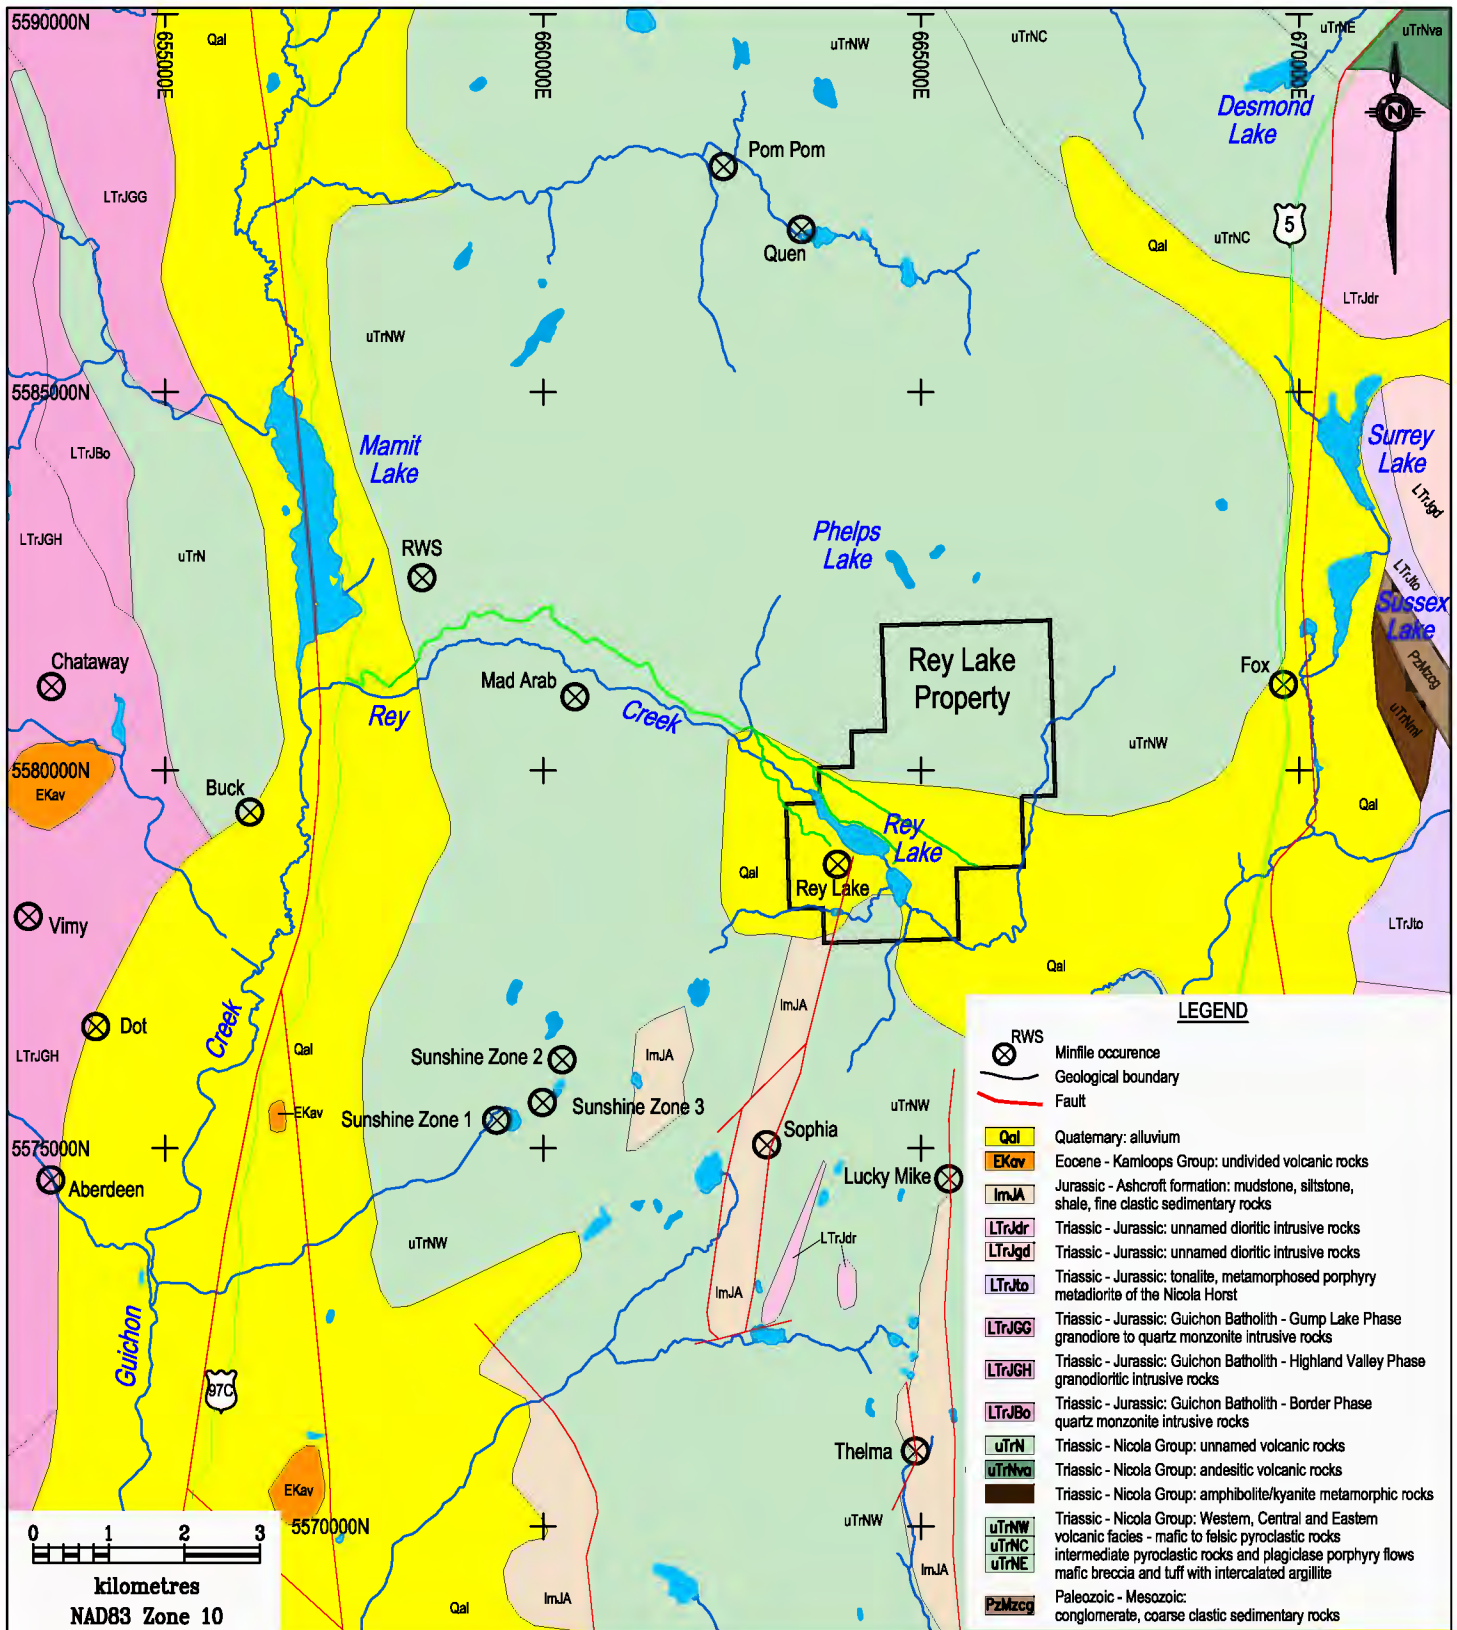 5590000N
655000E
660000E
665000E
670000E
Qal
uTrNW
uTrNC
uTrNE
uTrNva
Desmond
Lake
N
Pom Pom
LTrJGG
5
Quen
Qal
uTrNC
LTrJdr
uTrNW
5585000N
Mamit
Lake
Surrey
Lake
LTrJBo
LTrJgd
LTrJGH
uTrN
RWS
Phelps
Lake
LTrJto
Sussex
Lake
Chataway
Mad Arab
Rey Lake
Property
Fox
PzMzcg
Rey
Creek
uTrNml
uTrNW
5580000N
EKav
Buck
Qal
Rey
Lake
Qal
Rey Lake
Vimy
LTrJto
Qal
Dot
Creek
Qal
LTrJGH
ImJA
ImJA
Sunshine Zone 2
EKav
Sunshine Zone 1
Sunshine Zone 3
uTrNW
5575000N
Sophia
Aberdeen
Lucky Mike
uTrNW
LTrJdr
ImJA
Guichon
97C
Thelma
EKav
5570000N
uTrNW
ImJA
ImJA
Qal
0 1 2 3
kilometres
NAD83 Zone 10
LEGEND
RWS
Minfile occurence
Geological boundary
Fault
Qal Quaternary: alluvium
EKav Eocene - Kamloops Group: undivided volcanic rocks
ImJA Jurassic - Ashcroft formation: mudstone, siltstone,
shale, fine clastic sedimentary rocks
LTrJdr Triassic - Jurassic: unnamed dioritic intrusive rocks
LTrJgd Triassic - Jurassic: unnamed dioritic intrusive rocks
LTrJto Triassic - Jurassic: tonalite, metamorphosed porphyry
metadiorite of the Nicola Horst
LTrJGG Triassic - Jurassic: Guichon Batholith - Gump Lake Phase
granodiore to quartz monzonite intrusive rocks
LTrJGH Triassic - Jurassic: Guichon Batholith - Highland Valley Phase
granodioritic intrusive rocks
LTrJBo Triassic - Jurassic: Guichon Batholith - Border Phase
quartz monzonite intrusive rocks
uTrN Triassic - Nicola Group: unnamed volcanic rocks
uTrNva Triassic - Nicola Group: andesitic volcanic rocks
Triassic - Nicola Group: amphibolite/kyanite metamorphic rocks
uTrNW Triassic - Nicola Group: Western, Central and Eastern
volcanic facies - mafic to felsic pyroclastic rocks
uTrNC intermediate pyroclastic rocks and plagiclase porphyry flows
uTrNE mafic breccia and tuff with intercalated argillite
PzMzcg Paleozoic - Mesozoic:
conglomerate, coarse clastic sedimentary rocks